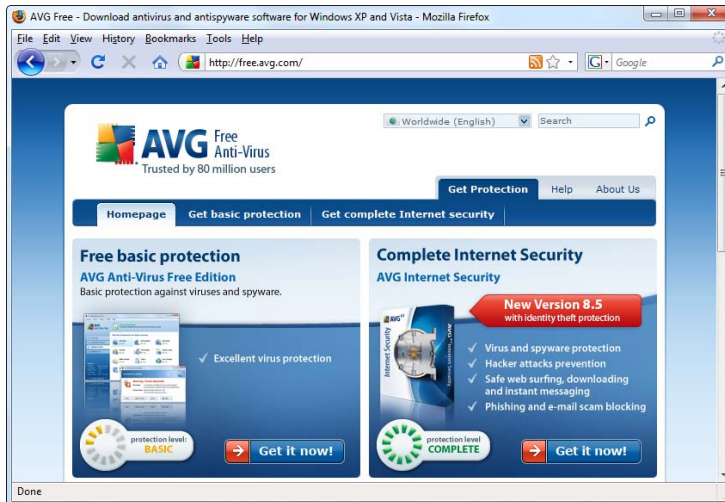 AVG Free - Download antivirus and antispyware software for Windows XP and Vista - Mozilla Firefox
File Edit View History Bookmarks Tools Help
http://free.avg.com/
G Google
Worldwide (English) Search
AVG Free
Anti-Virus
Trusted by 80 million users
Get Protection Help About Us
Homepage Get basic protection Get complete Internet security
Free basic protection
AVG Anti-Virus Free Edition
Basic protection against viruses and spyware.
Excellent virus protection
protection level:
BASIC
Get it now!
Complete Internet Security
AVG Internet Security
New Version 8.5
with identity theft protection
AVG
Internet Security
Virus and spyware protection
Hacker attacks prevention
Safe web surfing, downloading
and instant messaging
Phishing and e-mail scam blocking
protection level
COMPLETE
Get it now!
Done